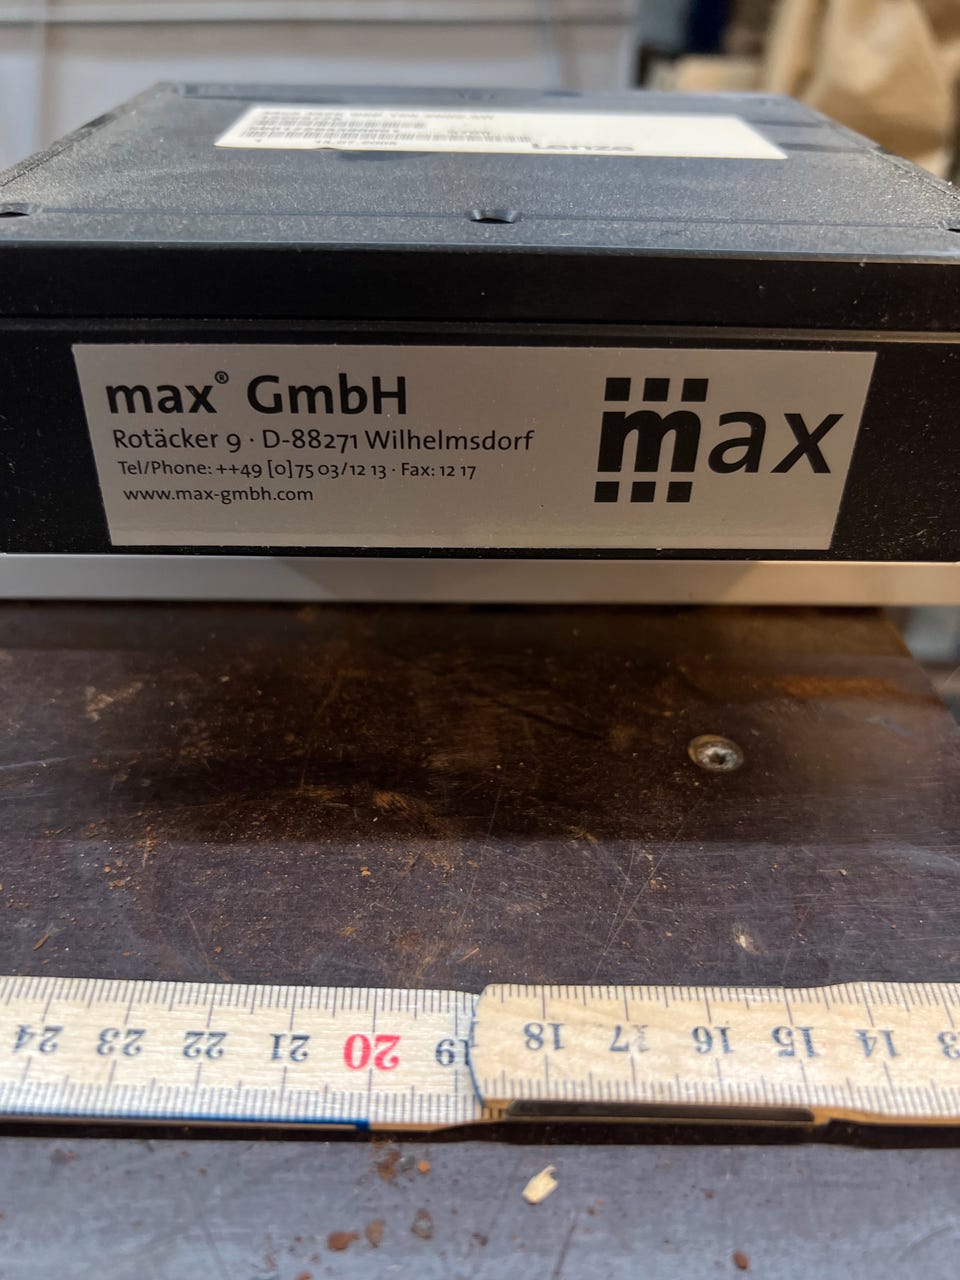 Lenze
max® GmbH
Rotäcker 9 · D-88271 Wilhelmsdorf
Tel/Phone: ++49 [0]75 03/12 13 · Fax: 12 17
www.max-gmbh.com
max
24 23 22 21 20 19 18 17 16 15 14 13